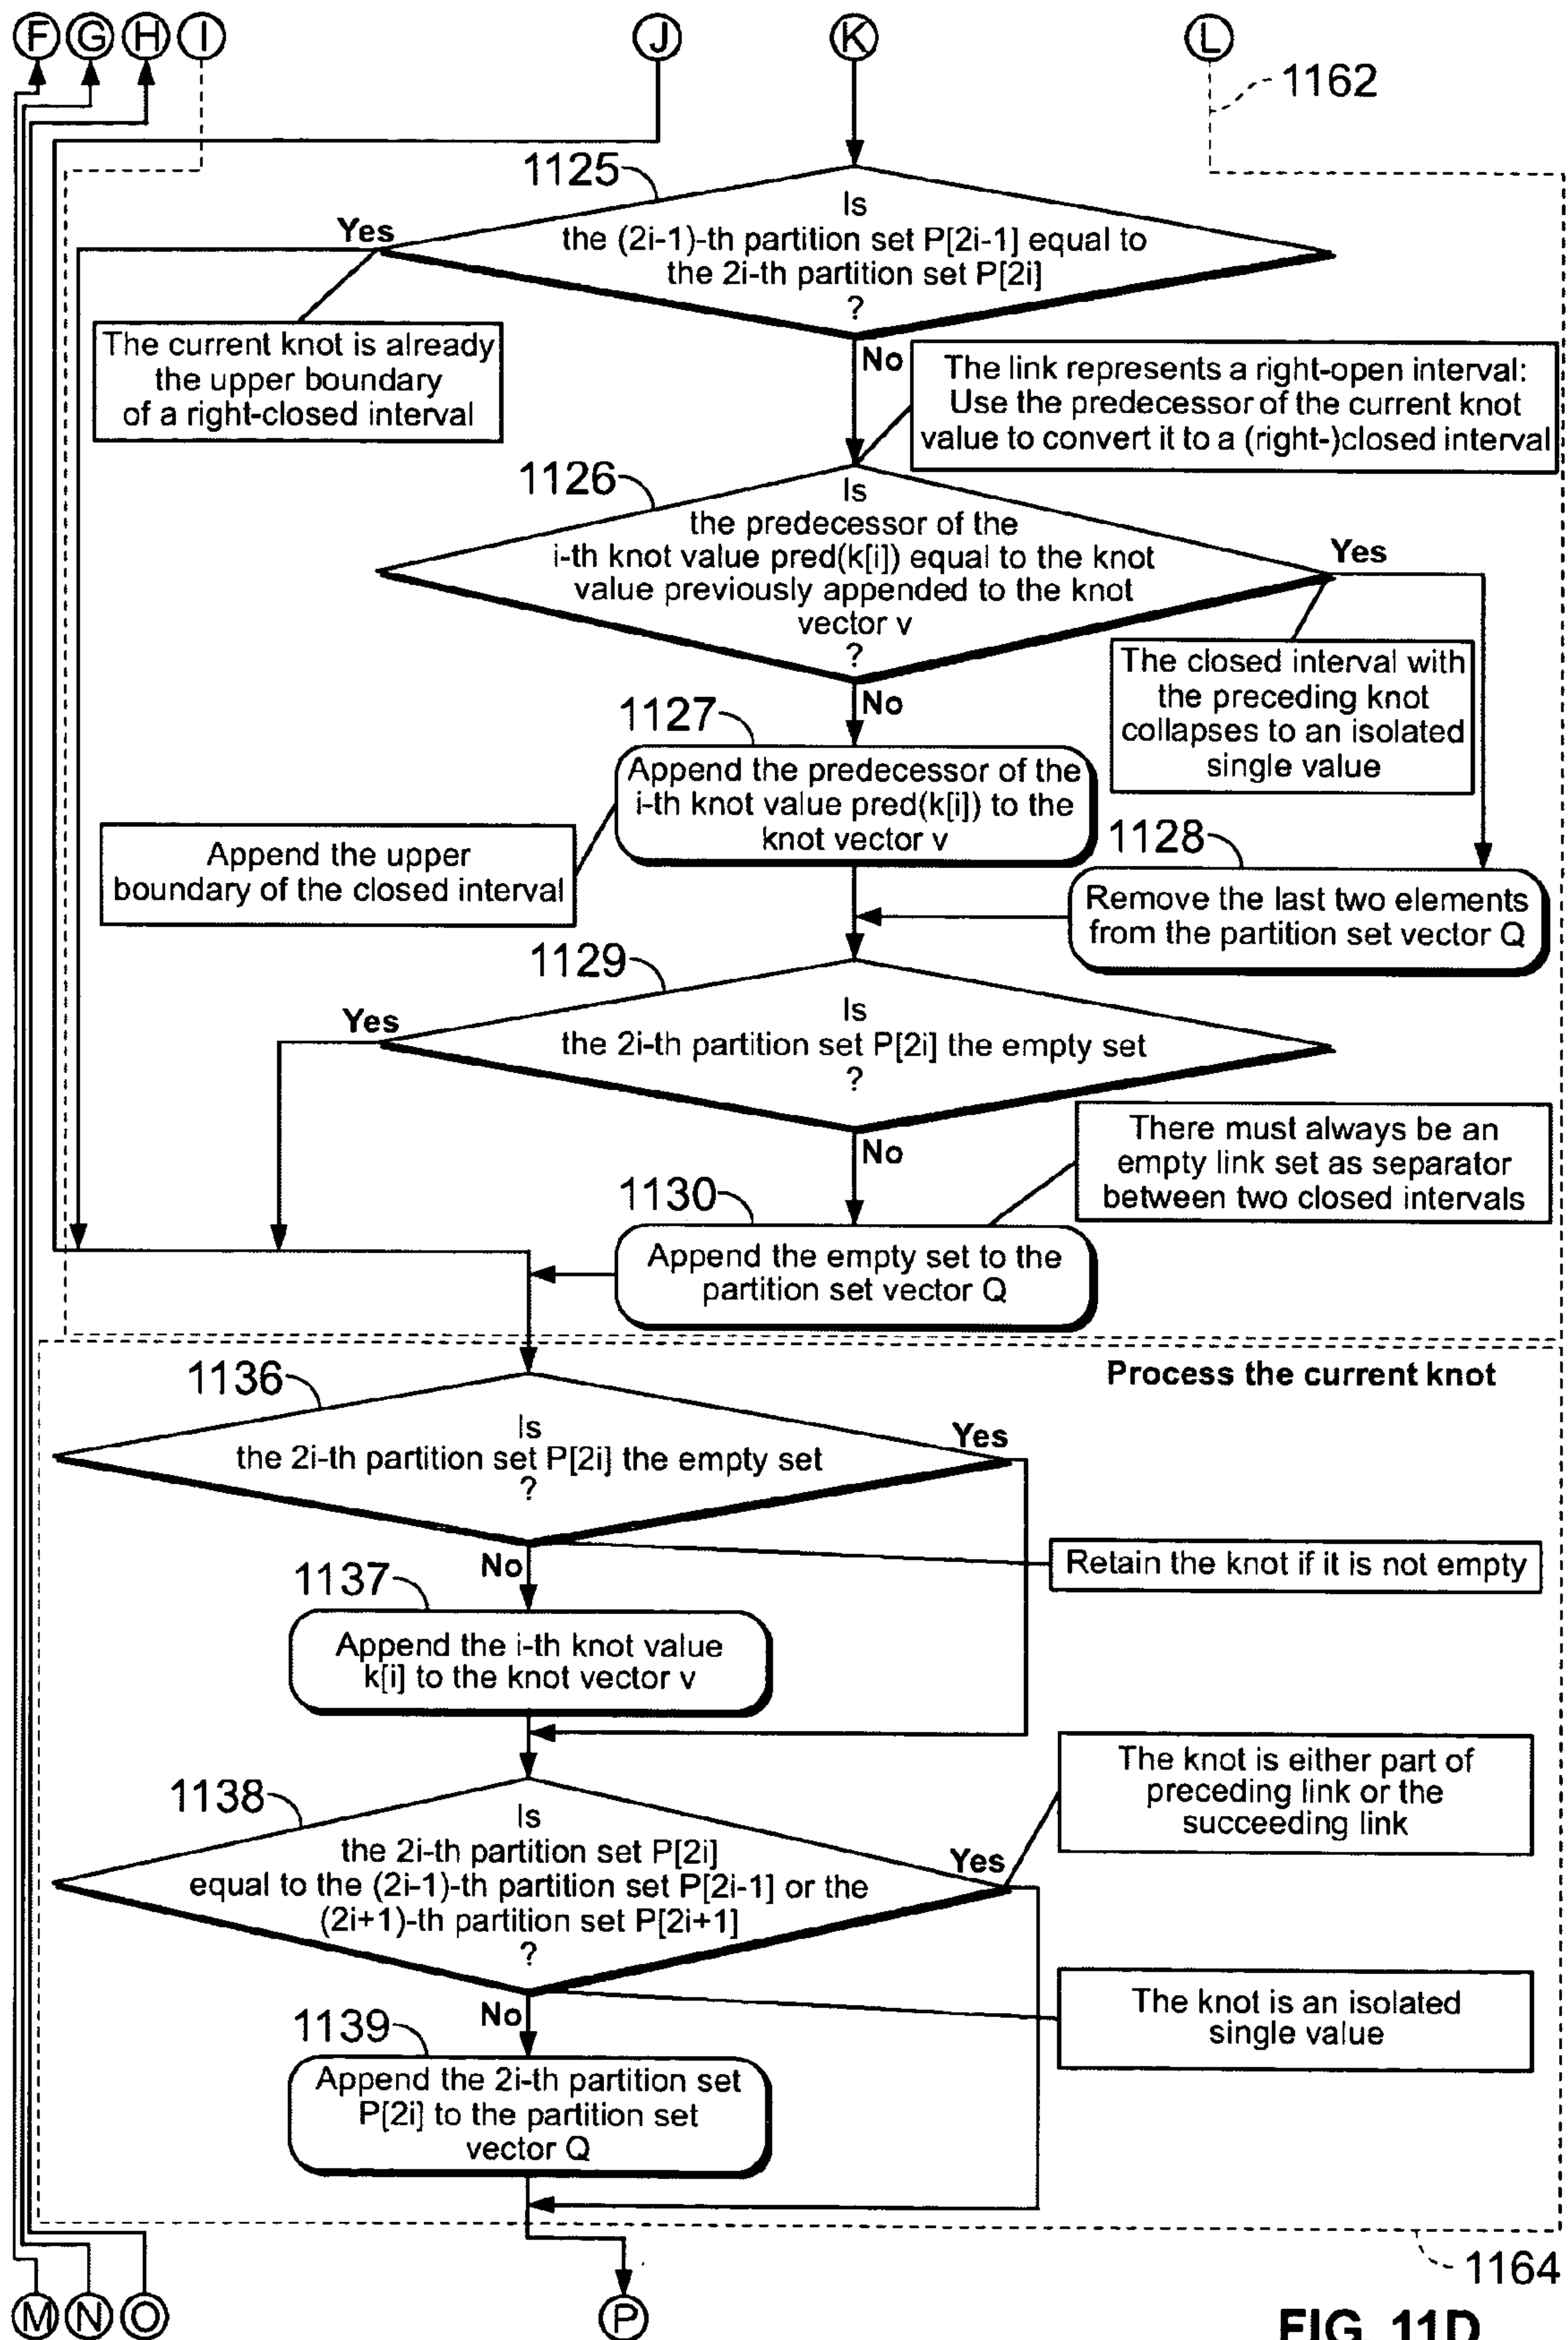 F G H I J K L
1162
1125
Is
the (2i-1)-th partition set P[2i-1] equal to
the 2i-th partition set P[2i]
?
Yes
The current knot is already
the upper boundary
of a right-closed interval
No
The link represents a right-open interval:
Use the predecessor of the current knot
value to convert it to a (right-)closed interval
1126
Is
the predecessor of the
i-th knot value pred(k[i]) equal to the knot
value previously appended to the knot
vector v
?
Yes
The closed interval with
the preceding knot
collapses to an isolated
single value
No
1127
Append the predecessor of the
i-th knot value pred(k[i]) to the
knot vector v
Append the upper
boundary of the closed interval
1128
Remove the last two elements
from the partition set vector Q
1129
Is
the 2i-th partition set P[2i] the empty set
?
Yes
No
There must always be an
empty link set as separator
between two closed intervals
1130
Append the empty set to the
partition set vector Q
Process the current knot
1136
Is
the 2i-th partition set P[2i] the empty set
?
Yes
No
Retain the knot if it is not empty
1137
Append the i-th knot value
k[i] to the knot vector v
1138
Is
the 2i-th partition set P[2i]
equal to the (2i-1)-th partition set P[2i-1] or the
(2i+1)-th partition set P[2i+1]
?
Yes
The knot is either part of
preceding link or the
succeeding link
No
The knot is an isolated
single value
1139
Append the 2i-th partition set
P[2i] to the partition set
vector Q
1164
M N O P
FIG. 11D